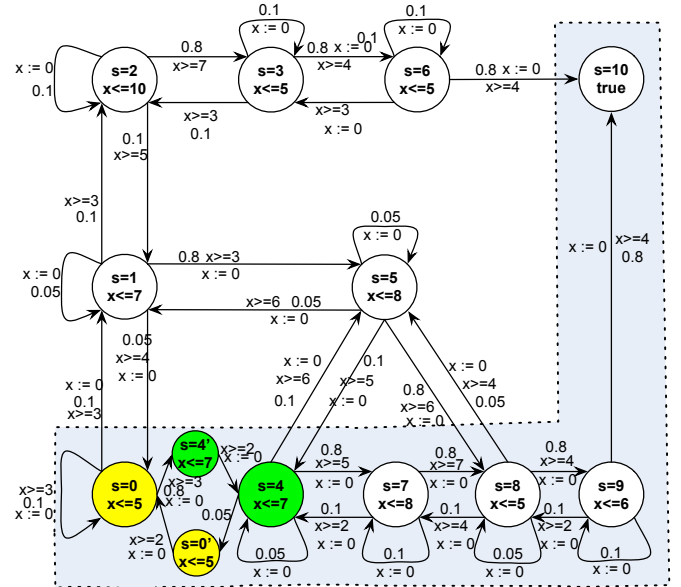 0.1
x := 0
0.1
x := 0
x := 0
0.1
s=2
x<=10
0.8
x>=7
s=3
x<=5
0.8 x := 0
0.1
x>=4
s=6
x<=5
0.8 x := 0
x>=4
s=10
true
x>=3
0.1
x>=3
x := 0
0.1
x>=5
x>=3
0.1
0.05
x := 0
x := 0
0.05
s=1
x<=7
0.8 x>=3
x := 0
s=5
x<=8
x := 0
x>=4
0.8
x>=6 0.05
x := 0
0.05
x>=4
x := 0
x := 0
0.1
x>=3
x := 0
x>=6
0.1
0.1
x>=5
x := 0
0.8
x>=6
x := 0
x := 0
x>=4
0.05
s=4'
x<=7
x>=2
x := 0
x>=3
0.1
x := 0
s=0
x<=5
x>=3
0.8
x := 0
s=4
x<=7
0.8
x>=5
x := 0
s=7
x<=8
0.8
x>=7
x := 0
s=8
x<=5
0.8
x>=4
x := 0
s=9
x<=6
0.05
x>=2
x := 0
s=0'
x<=5
0.1
x>=2
x := 0
0.1
x>=4
x := 0
0.1
x>=2
x := 0
0.05
x := 0
0.1
x := 0
0.05
x := 0
0.1
x := 0